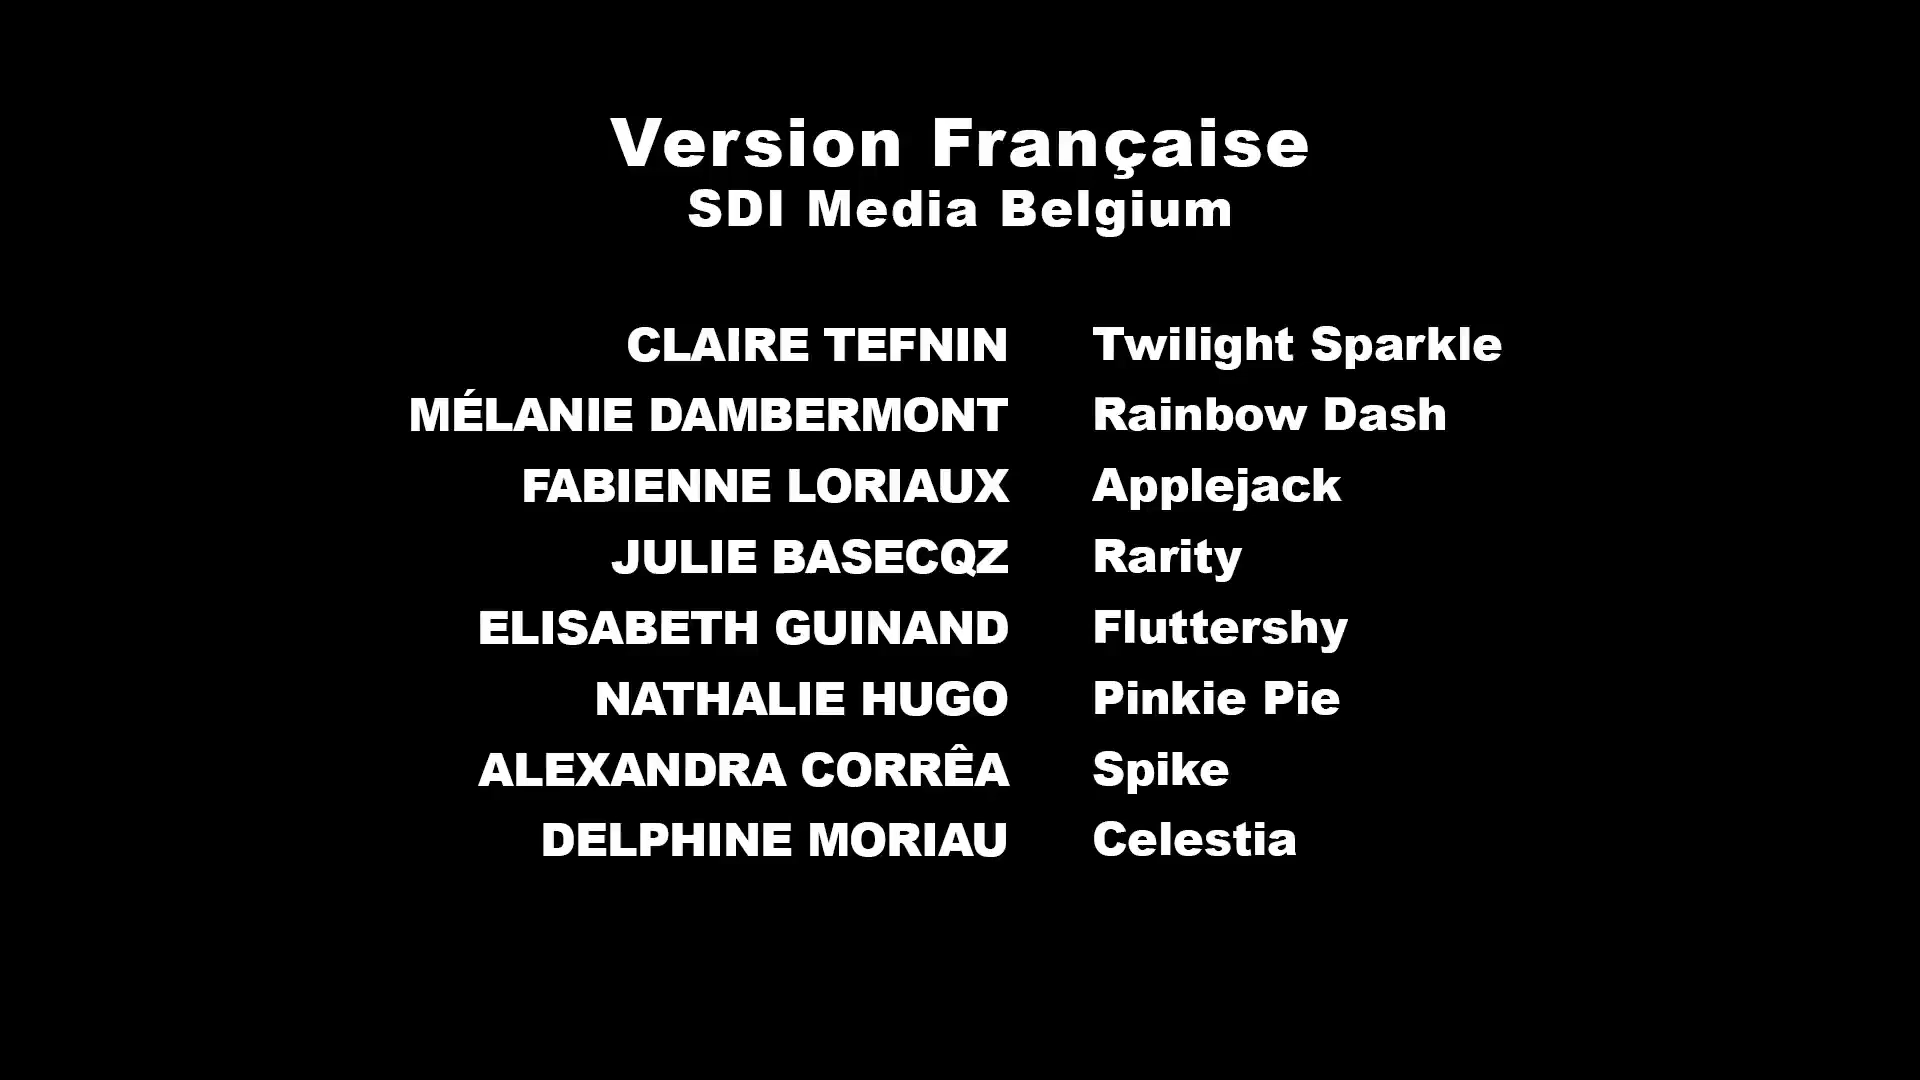 Version Française
SDI Media Belgium
CLAIRE TEFNIN Twilight Sparkle
MÉLANIE DAMBERMONT Rainbow Dash
FABIENNE LORIAUX Applejack
JULIE BASECQZ Rarity
ELISABETH GUINAND Fluttershy
NATHALIE HUGO Pinkie Pie
ALEXANDRA CORRÊA Spike
DELPHINE MORIAU Celestia